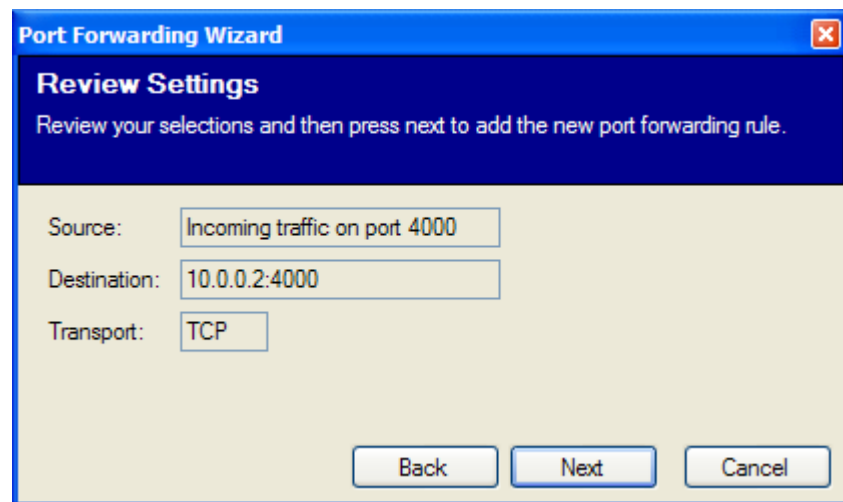 Port Forwarding Wizard
Review Settings
Review your selections and then press next to add the new port forwarding rule.
Source: Incoming traffic on port 4000
Destination: 10.0.0.2:4000
Transport: TCP
Back Next Cancel